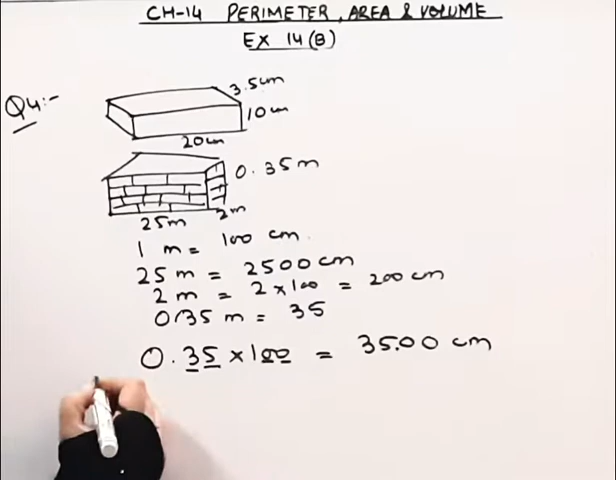 CH-14 PERIMETER, AREA & VOLUME
EX 14(B)
Q4:-
3.5cm
10cm
20cm
0.35m
25m
2m
1 m = 100 cm.
25 m = 2500 cm
2 m = 2 x 100 = 200 cm
0.35 m = 35
0.35 x 100 = 35.00 cm